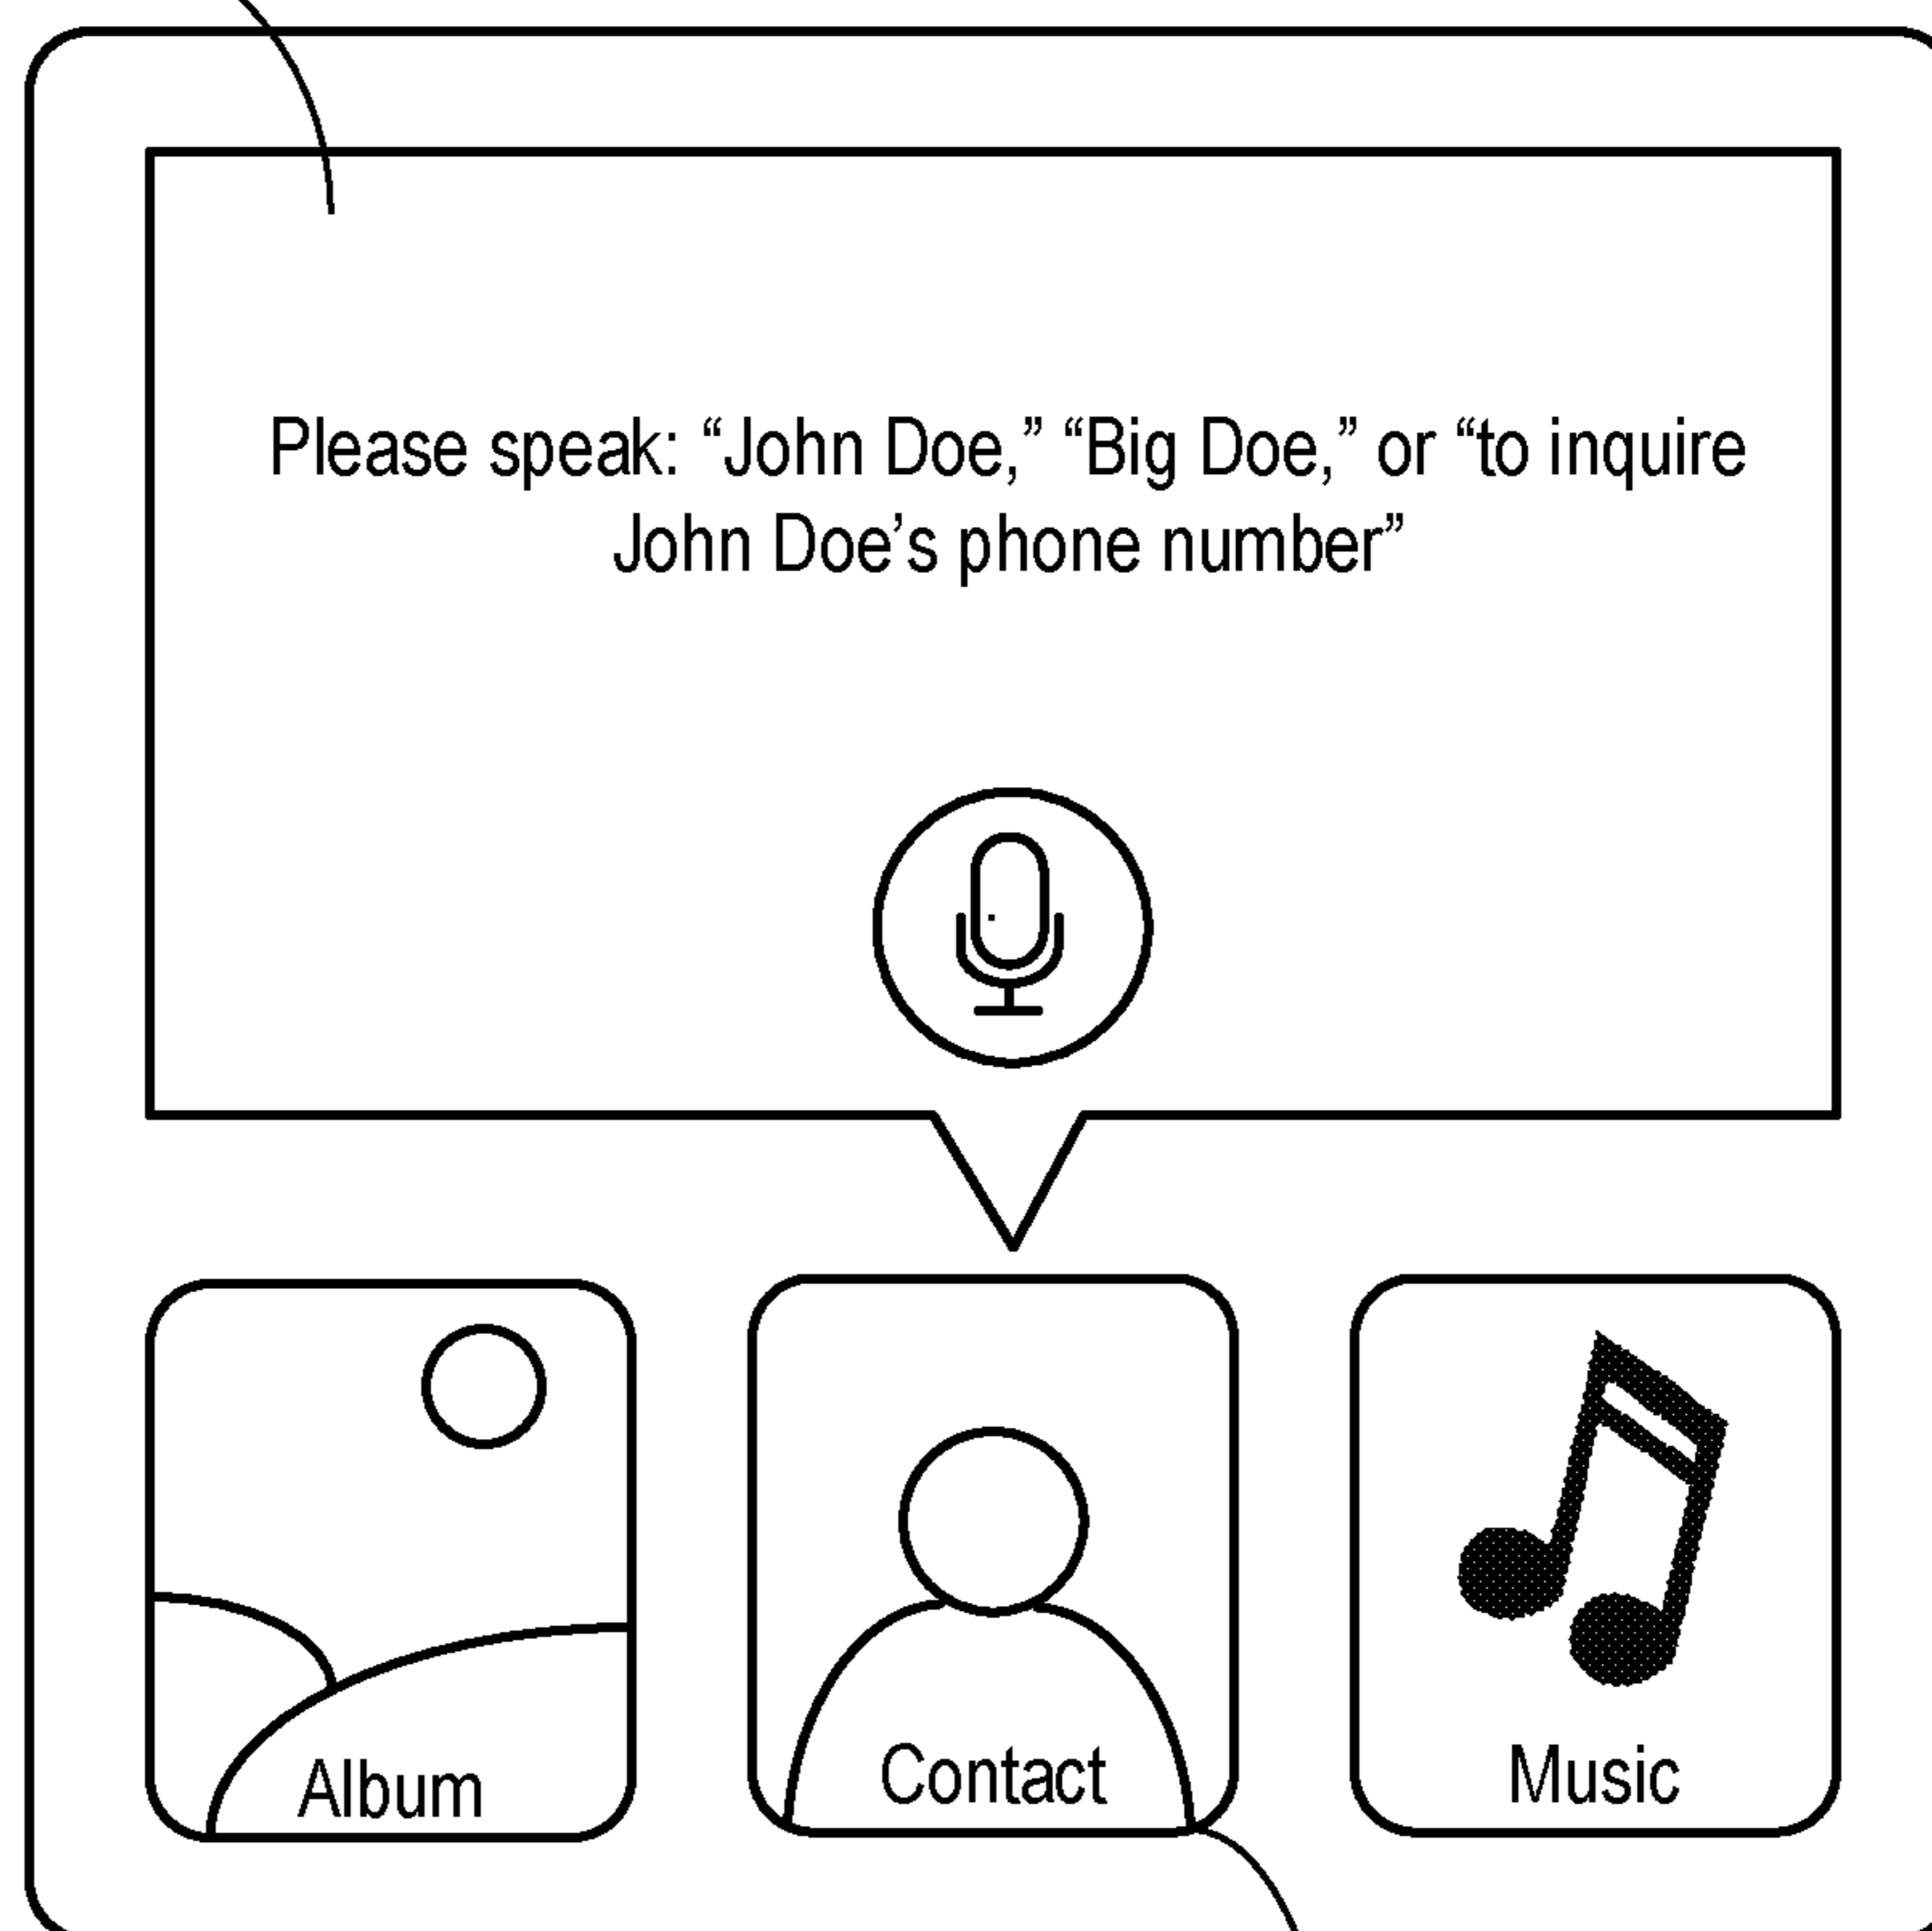 Please speak: “John Doe,” “Big Doe,” or “to inquire
John Doe’s phone number”
Album
Contact
Music